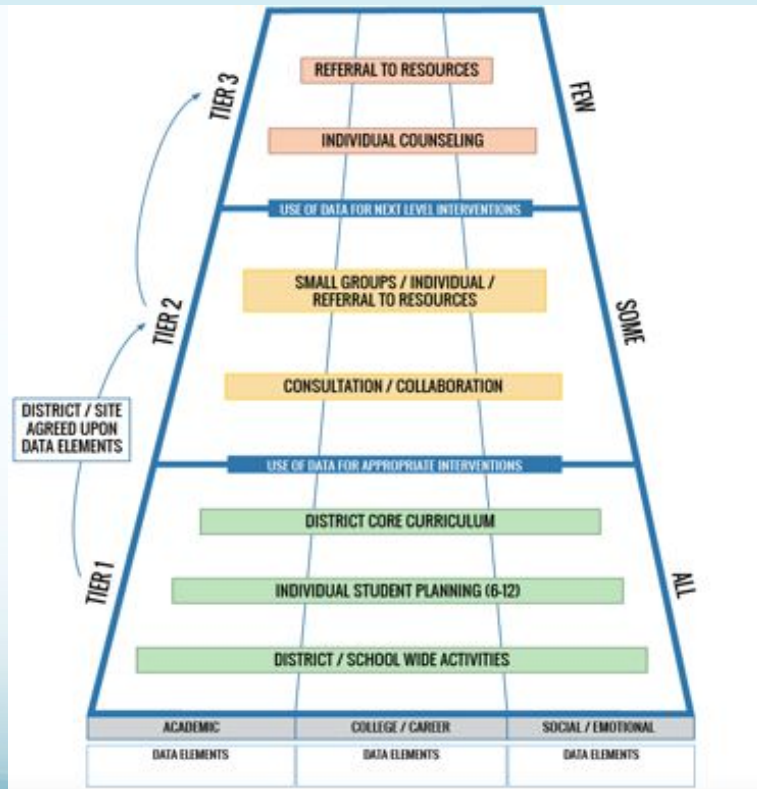 TIER 3
FEW
REFERRAL TO RESOURCES
INDIVIDUAL COUNSELING
USE OF DATA FOR NEXT LEVEL INTERVENTIONS
TIER 2
SOME
SMALL GROUPS / INDIVIDUAL /
REFERRAL TO RESOURCES
CONSULTATION / COLLABORATION
DISTRICT / SITE
AGREED UPON
DATA ELEMENTS
USE OF DATA FOR APPROPRIATE INTERVENTIONS
TIER 1
ALL
DISTRICT CORE CURRICULUM
INDIVIDUAL STUDENT PLANNING (6-12)
DISTRICT / SCHOOL WIDE ACTIVITIES
ACADEMIC
COLLEGE / CAREER
SOCIAL / EMOTIONAL
DATA ELEMENTS
DATA ELEMENTS
DATA ELEMENTS